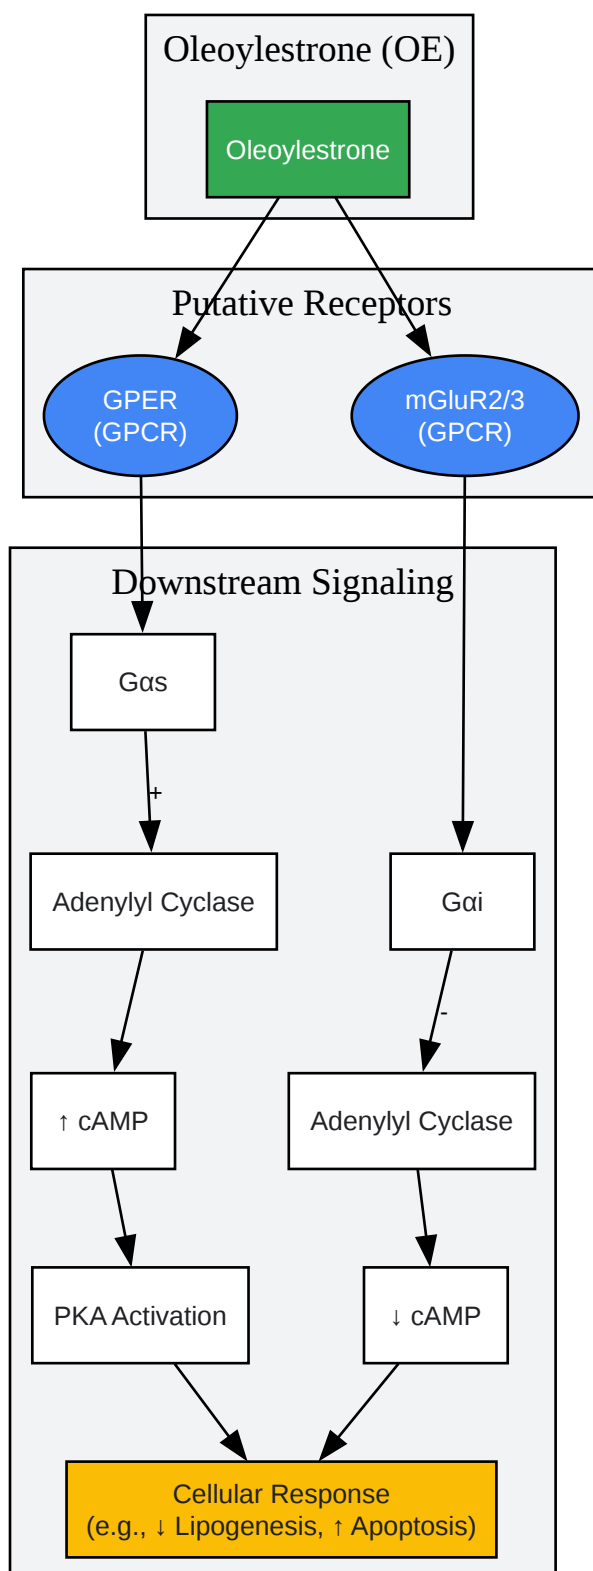 Oleoylestrone (OE)
Oleoylestrone
Putative Receptors
GPER
(GPCR)
mGluR2/3
(GPCR)
Downstream Signaling
Gαs
+
Adenylyl Cyclase
Gαi
-
↑ cAMP
Adenylyl Cyclase
PKA Activation
↓ cAMP
Cellular Response
(e.g., ↓ Lipogenesis, ↑ Apoptosis)